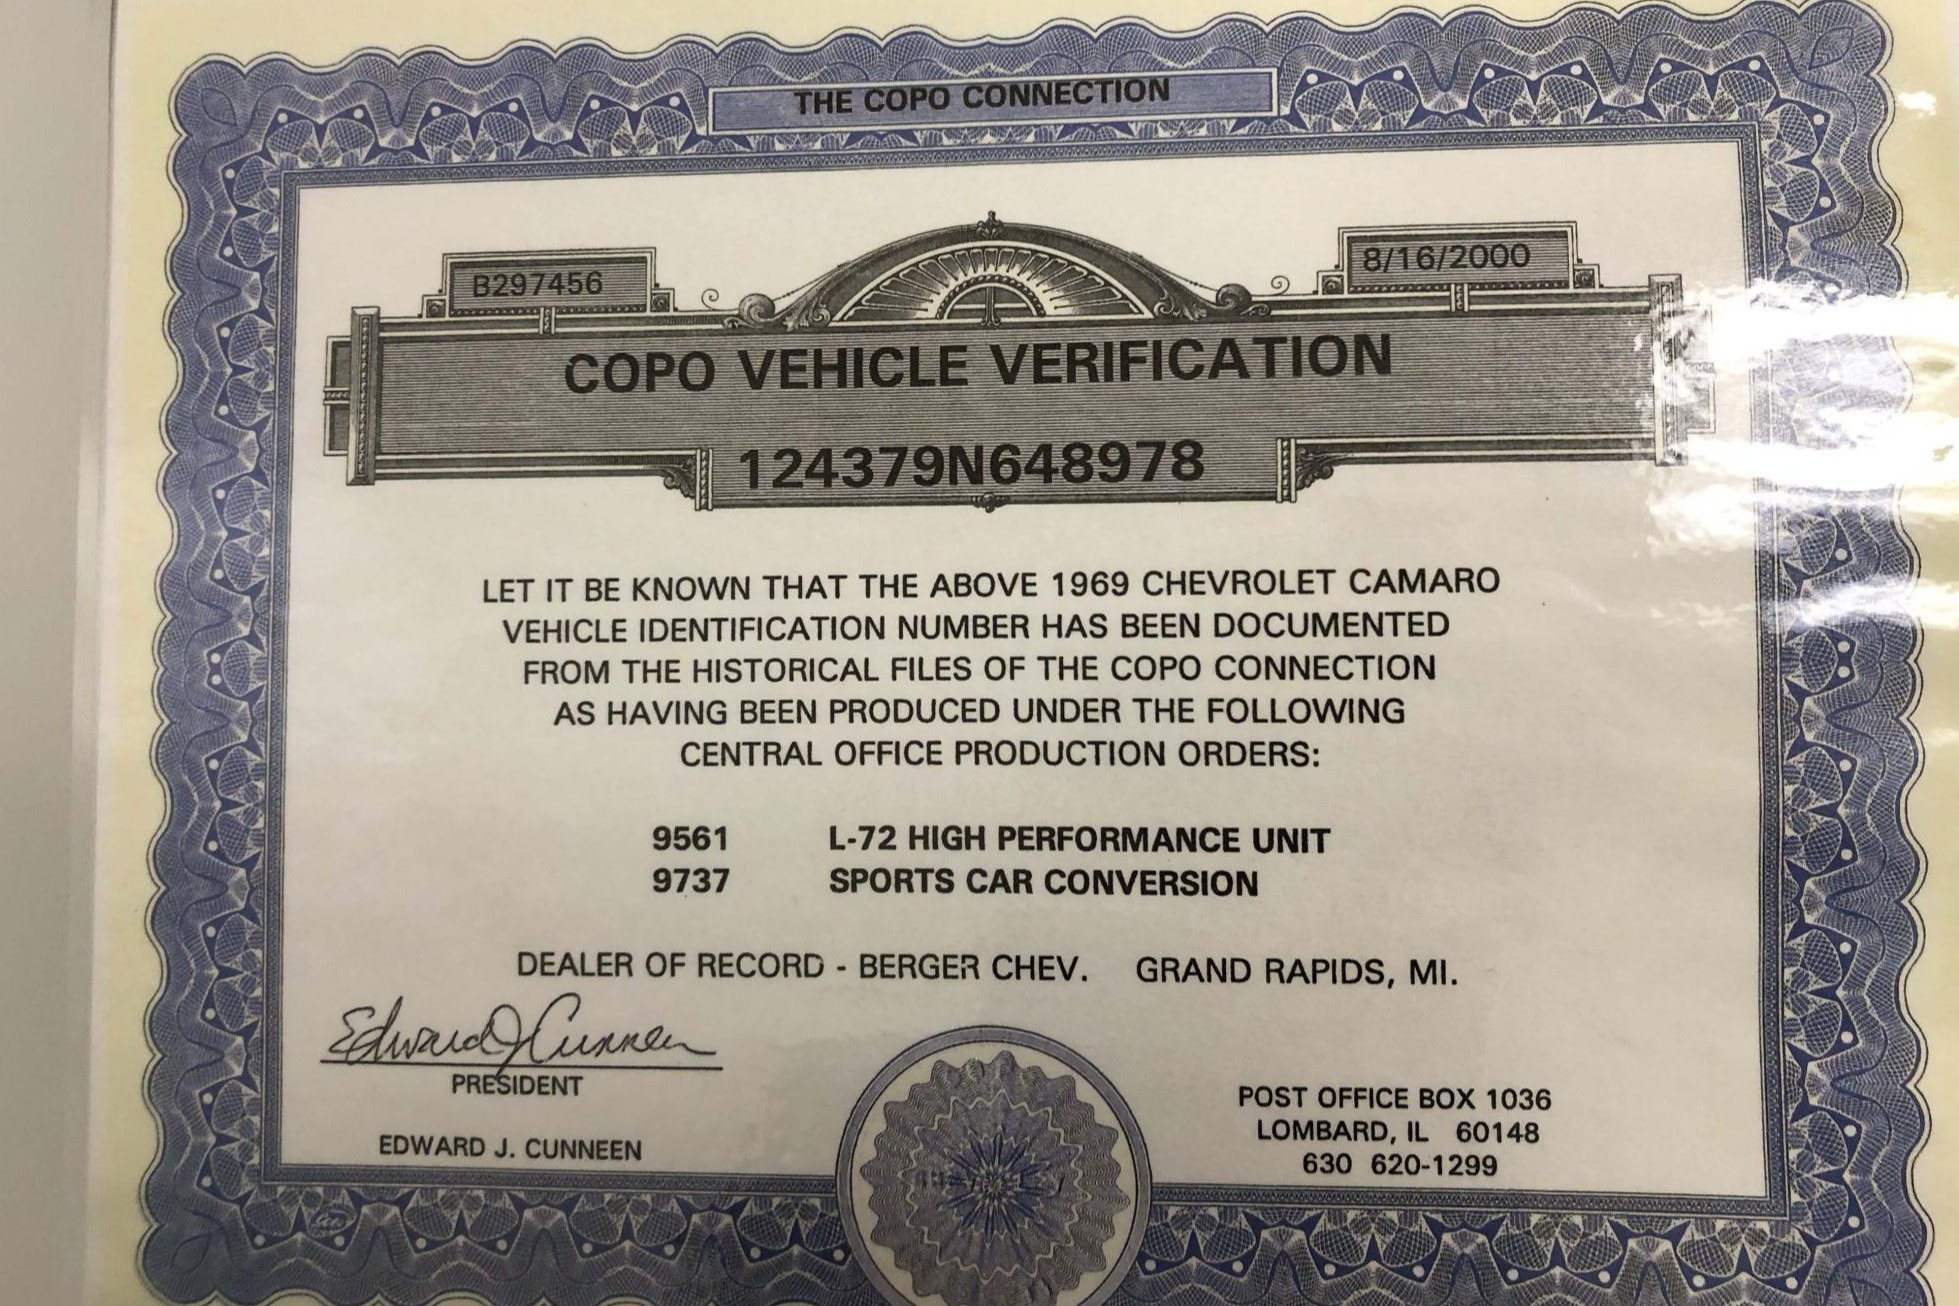 THE COPO CONNECTION
B297456
8/16/2000
COPO VEHICLE VERIFICATION
124379N648978
LET IT BE KNOWN THAT THE ABOVE 1969 CHEVROLET CAMARO
VEHICLE IDENTIFICATION NUMBER HAS BEEN DOCUMENTED
FROM THE HISTORICAL FILES OF THE COPO CONNECTION
AS HAVING BEEN PRODUCED UNDER THE FOLLOWING
CENTRAL OFFICE PRODUCTION ORDERS:
9561 L-72 HIGH PERFORMANCE UNIT
9737 SPORTS CAR CONVERSION
DEALER OF RECORD - BERGER CHEV. GRAND RAPIDS, MI.
Edward J Cunneen
PRESIDENT
EDWARD J. CUNNEEN
POST OFFICE BOX 1036
LOMBARD, IL 60148
630 620-1299